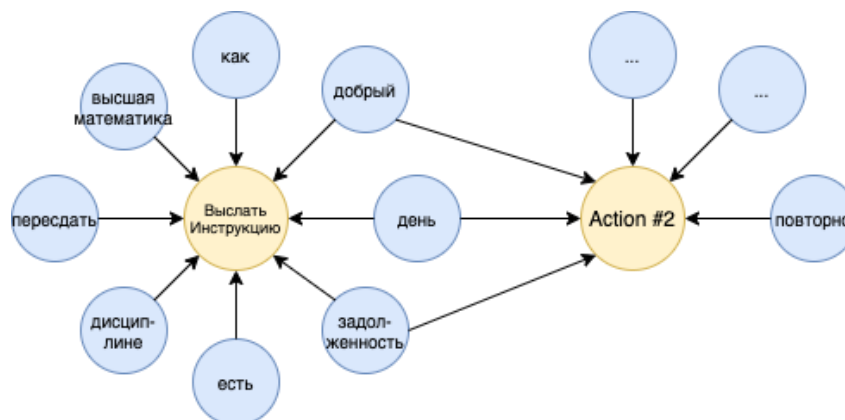 как
...
высшая
математика
добрый
...
пересдать
Выслать
Инструкцию
день
Action #2
повторно
дисцип-
лине
задол-
женность
есть